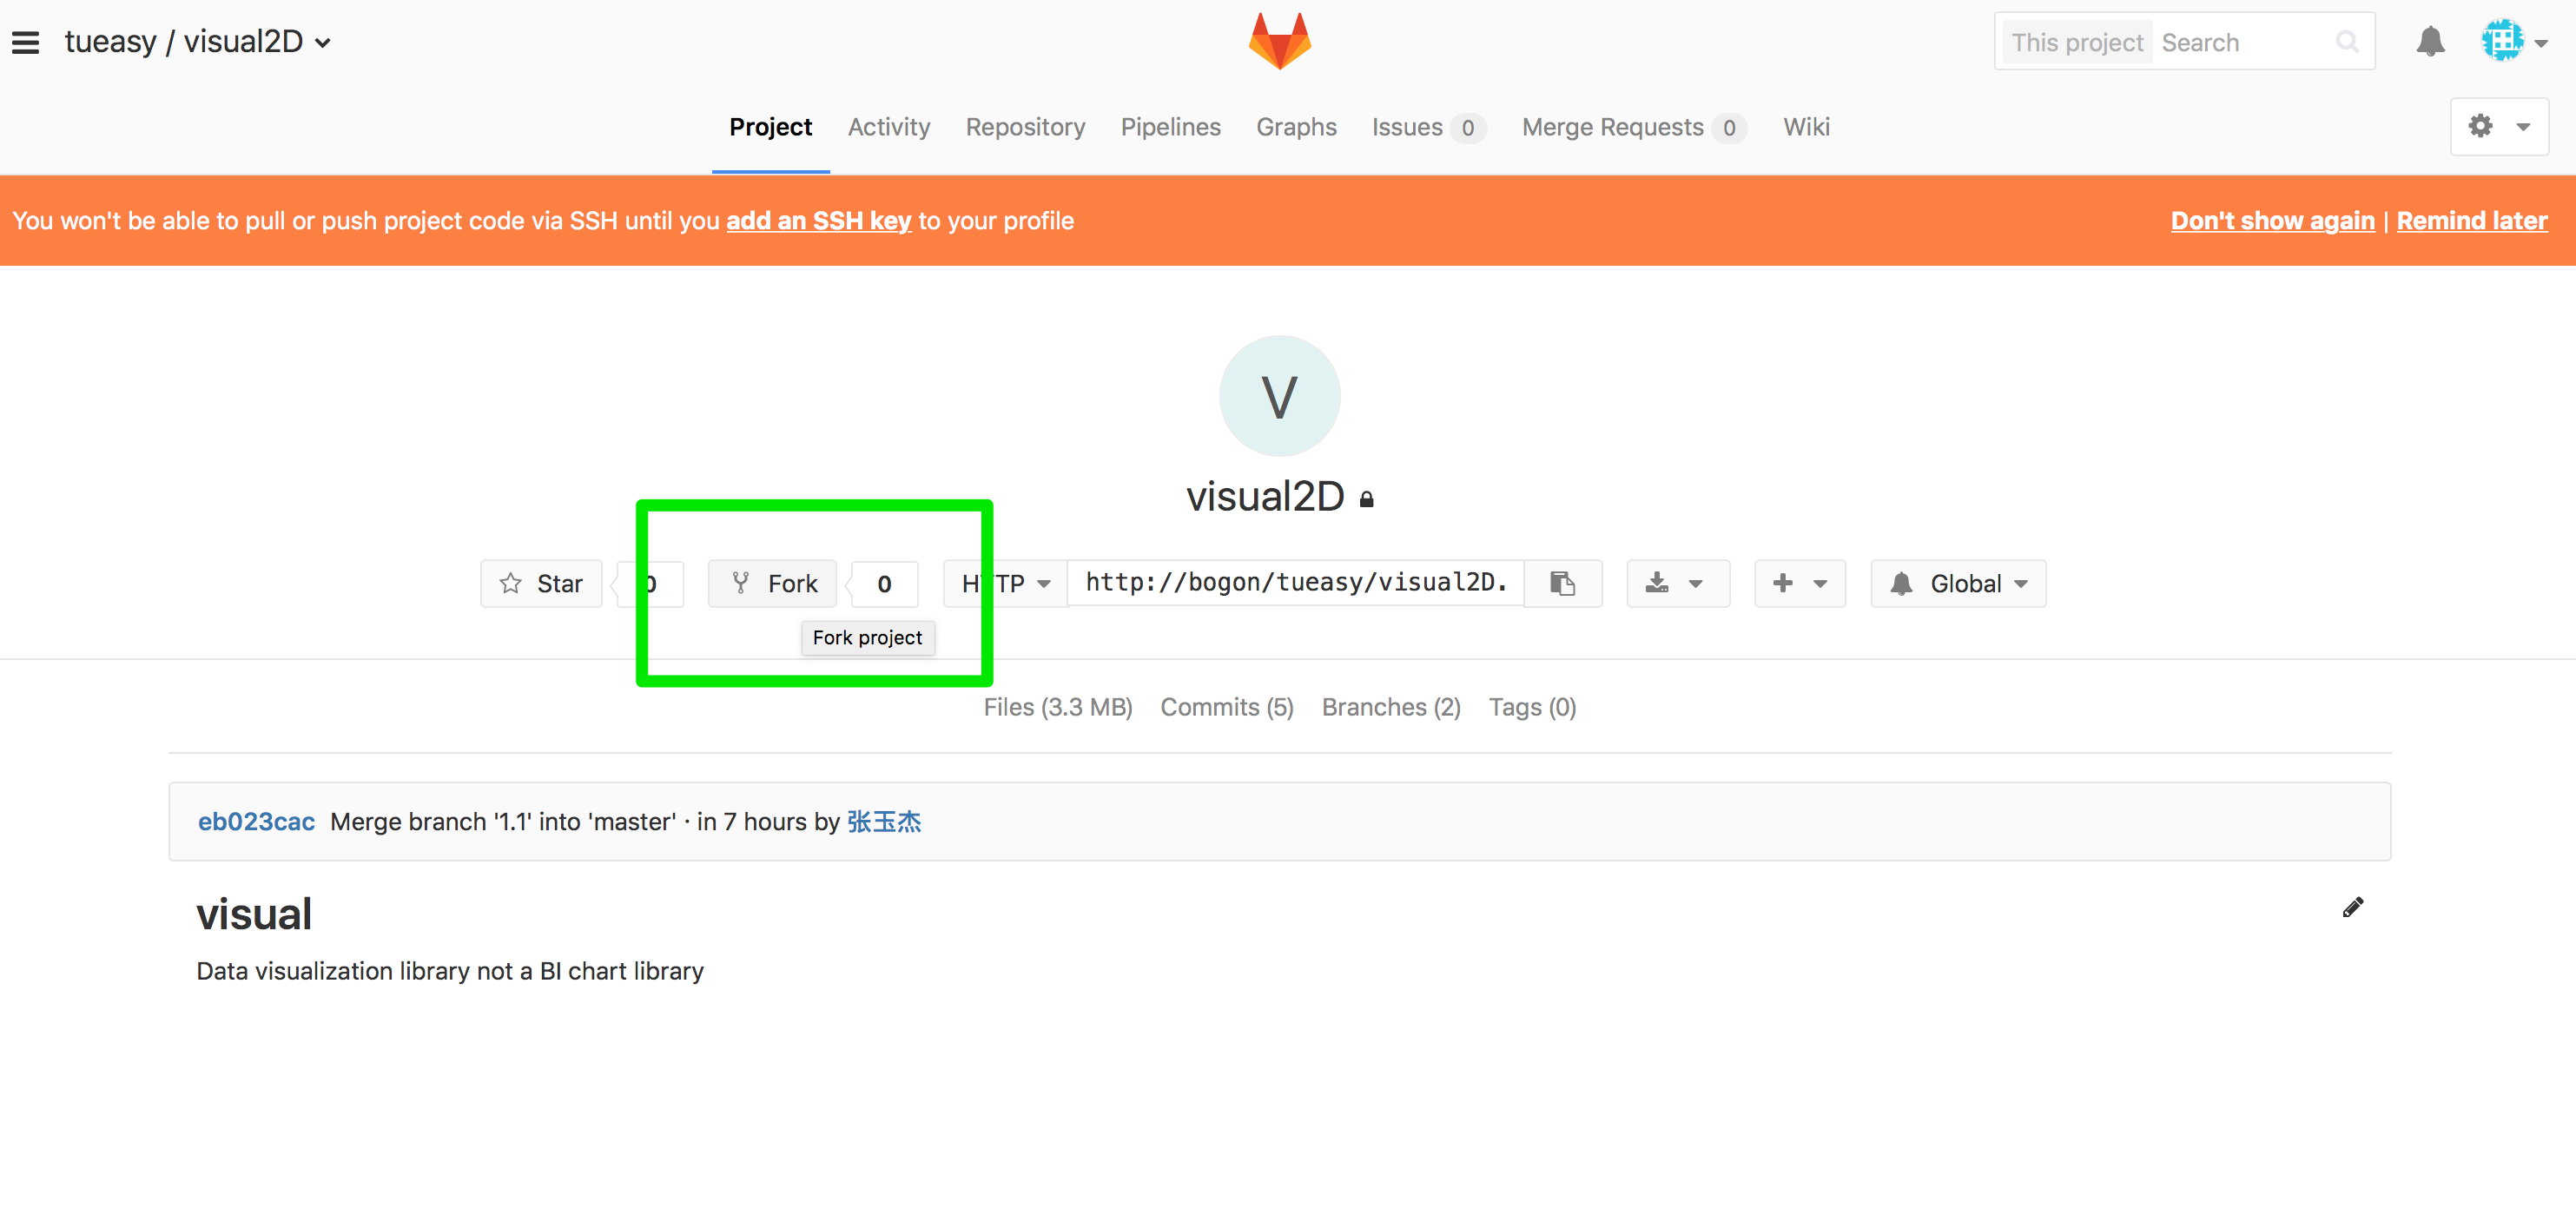 tueasy / visual2D
This project Search
Project Activity Repository Pipelines Graphs Issues 0 Merge Requests 0 Wiki
You won't be able to pull or push project code via SSH until you add an SSH key to your profile
Don't show again | Remind later
V
visual2D
Star 0 Fork 0 HTTP http://bogon/tueasy/visual2D. Global
Fork project
Files (3.3 MB) Commits (5) Branches (2) Tags (0)
eb023cac Merge branch '1.1' into 'master' · in 7 hours by 张玉杰
visual
Data visualization library not a BI chart library